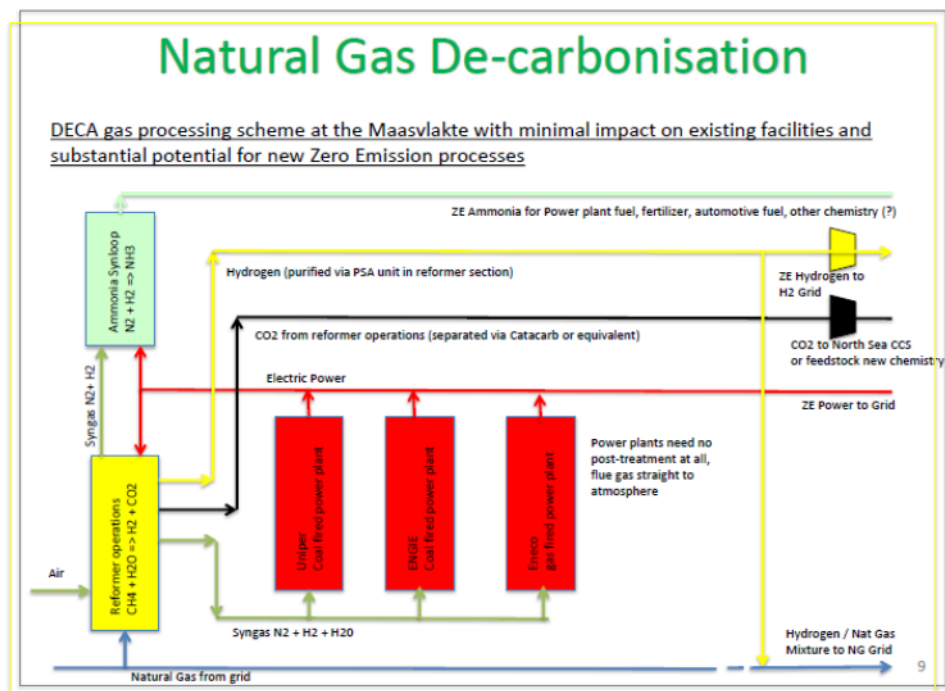 Natural Gas De-carbonisation
DECA gas processing scheme at the Maasvlakte with minimal impact on existing facilities and
substantial potential for new Zero Emission processes
ZE Ammonia for Power plant fuel, fertilizer, automotive fuel, other chemistry (?)
Ammonia Synloop
N2 + H2 => NH3
Hydrogen (purified via PSA unit in reformer section)
ZE Hydrogen to
H2 Grid
CO2 from reformer operations (separated via Catacarb or equivalent)
CO2 to North Sea CCS
or feedstock new chemistry
Syngas N2+ H2
Electric Power
ZE Power to Grid
Reformer operations
CH4 + H2O => H2 + CO2
Uniper
Coal fired power plant
ENGIE
Coal fired power plant
Eneco
gas fired power plant
Power plants need no
post-treatment at all,
flue gas straight to
atmosphere
Air
Syngas N2 + H2 + H20
Hydrogen / Nat Gas
Mixture to NG Grid
Natural Gas from grid
9